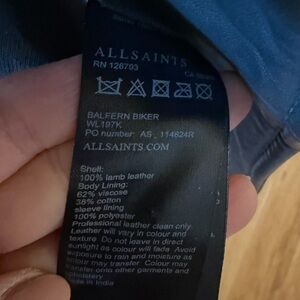 ALLSAINTS
RN 126793
BALFERN BIKER
WL197K
PO number: AS_114624R
ALLSAINTS.COM
Shell:
100% lamb leather
Body Lining:
62% viscose
38% cotton
sleeve lining
100% polyester
Professional leather clean only
Leather will vary in colour and
texture. Do not leave in direct
sunlight as colour will fade. Avoid
exposure to rain and moisture as
colour may transfer. Colour may
transfer onto other garments and
upholstery
Made in India